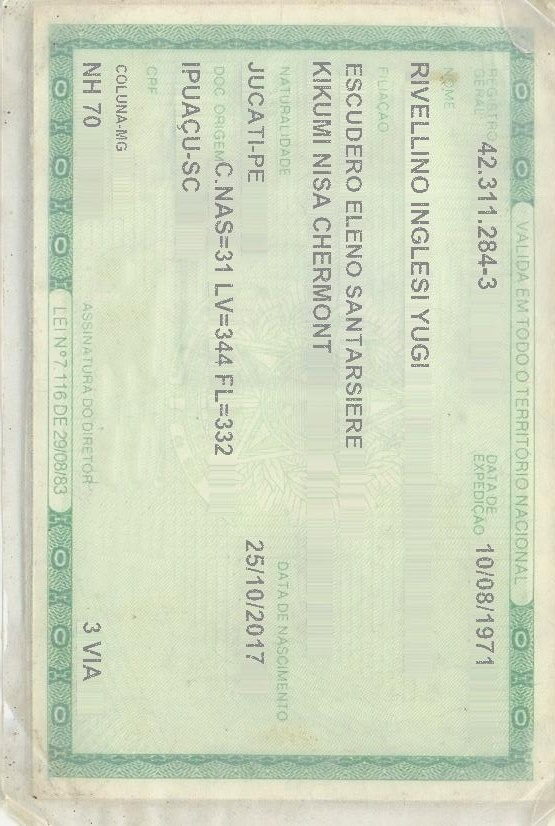 VALIDA EM TODO O TERRITÓRIO NACIONAL
REGISTRO GERAL 42.311.284-3 DATA DE EXPEDIÇÃO 10/08/1971
NOME
RIVELLINO INGLESI YUGI
FILIAÇÃO
ESCUDERO ELENO SANTARSIERE
KIKUMI NISA CHERMONT
NATURALIDADE DATA DE NASCIMENTO
JUCATI-PE 25/10/2017
DOC ORIGEM C.NAS=31 LV=344 FL=332
IPUAÇU-SC
CPF
COLUNA-MG
NH 70 3 VIA
ASSINATURA DO DIRETOR
LEI Nº 7.116 DE 29/08/83